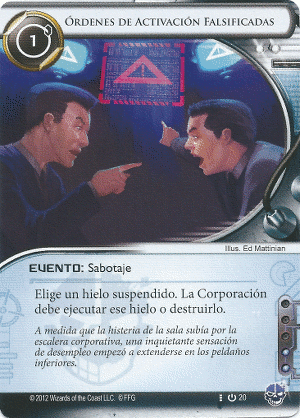 1
ÓRDENES DE ACTIVACIÓN FALSIFICADAS
Illus. Ed Mattinian
EVENTO: Sabotaje
Elige un hielo suspendido. La Corporación
debe ejecutar ese hielo o destruirlo.
A medida que la histeria de la sala subía por la
escalera corporativa, una inquietante sensación
de desempleo empezó a extenderse en los peldaños
inferiores.
© 2012 Wizards of the Coast LLC. © FFG
20